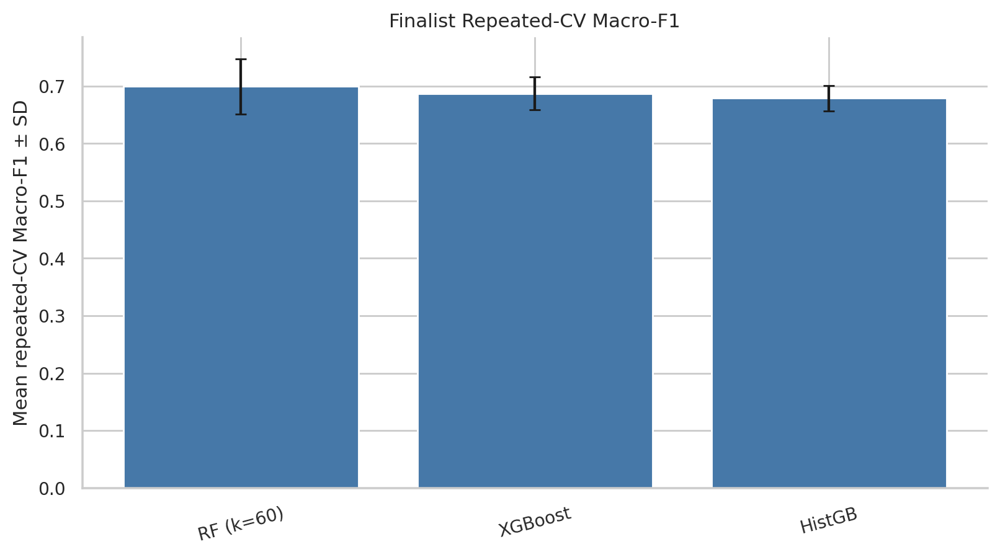 Finalist Repeated-CV Macro-F1
Mean repeated-CV Macro-F1 ± SD
0.7
0.6
0.5
0.4
0.3
0.2
0.1
0.0
RF (k=60)
XGBoost
HistGB